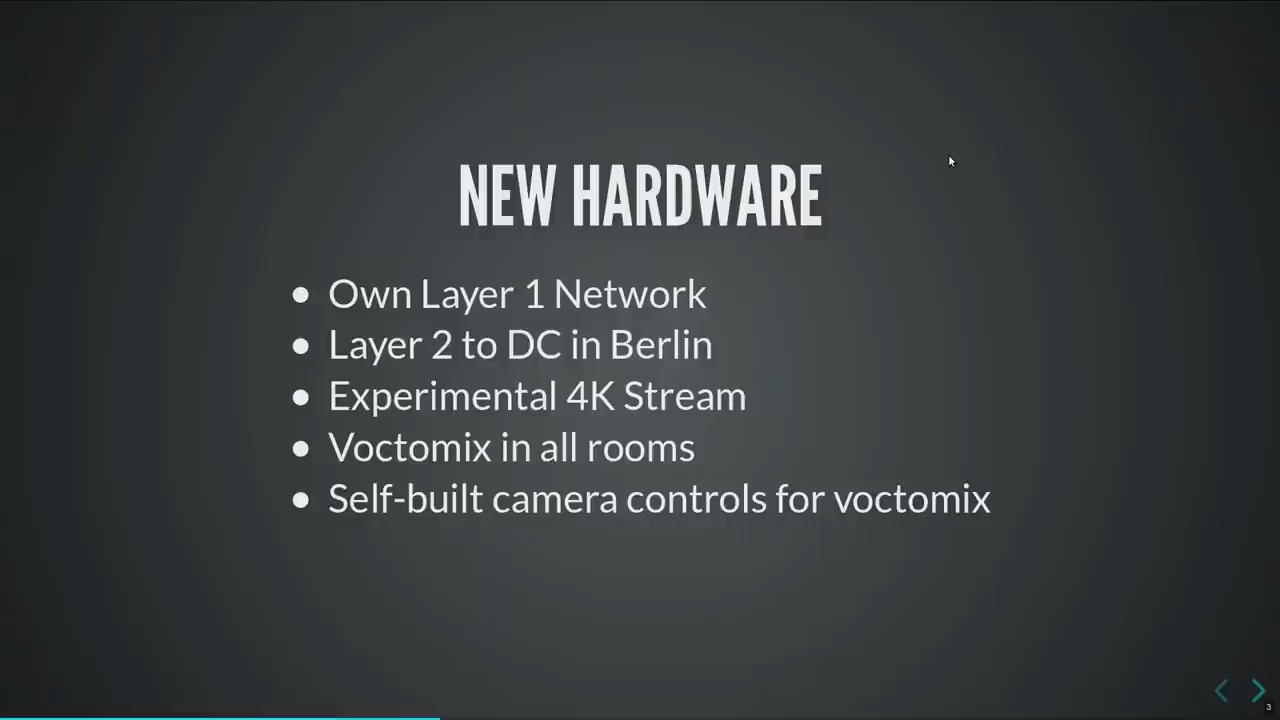 NEW HARDWARE
Own Layer 1 Network
Layer 2 to DC in Berlin
Experimental 4K Stream
Voctomix in all rooms
Self-built camera controls for voctomix
3